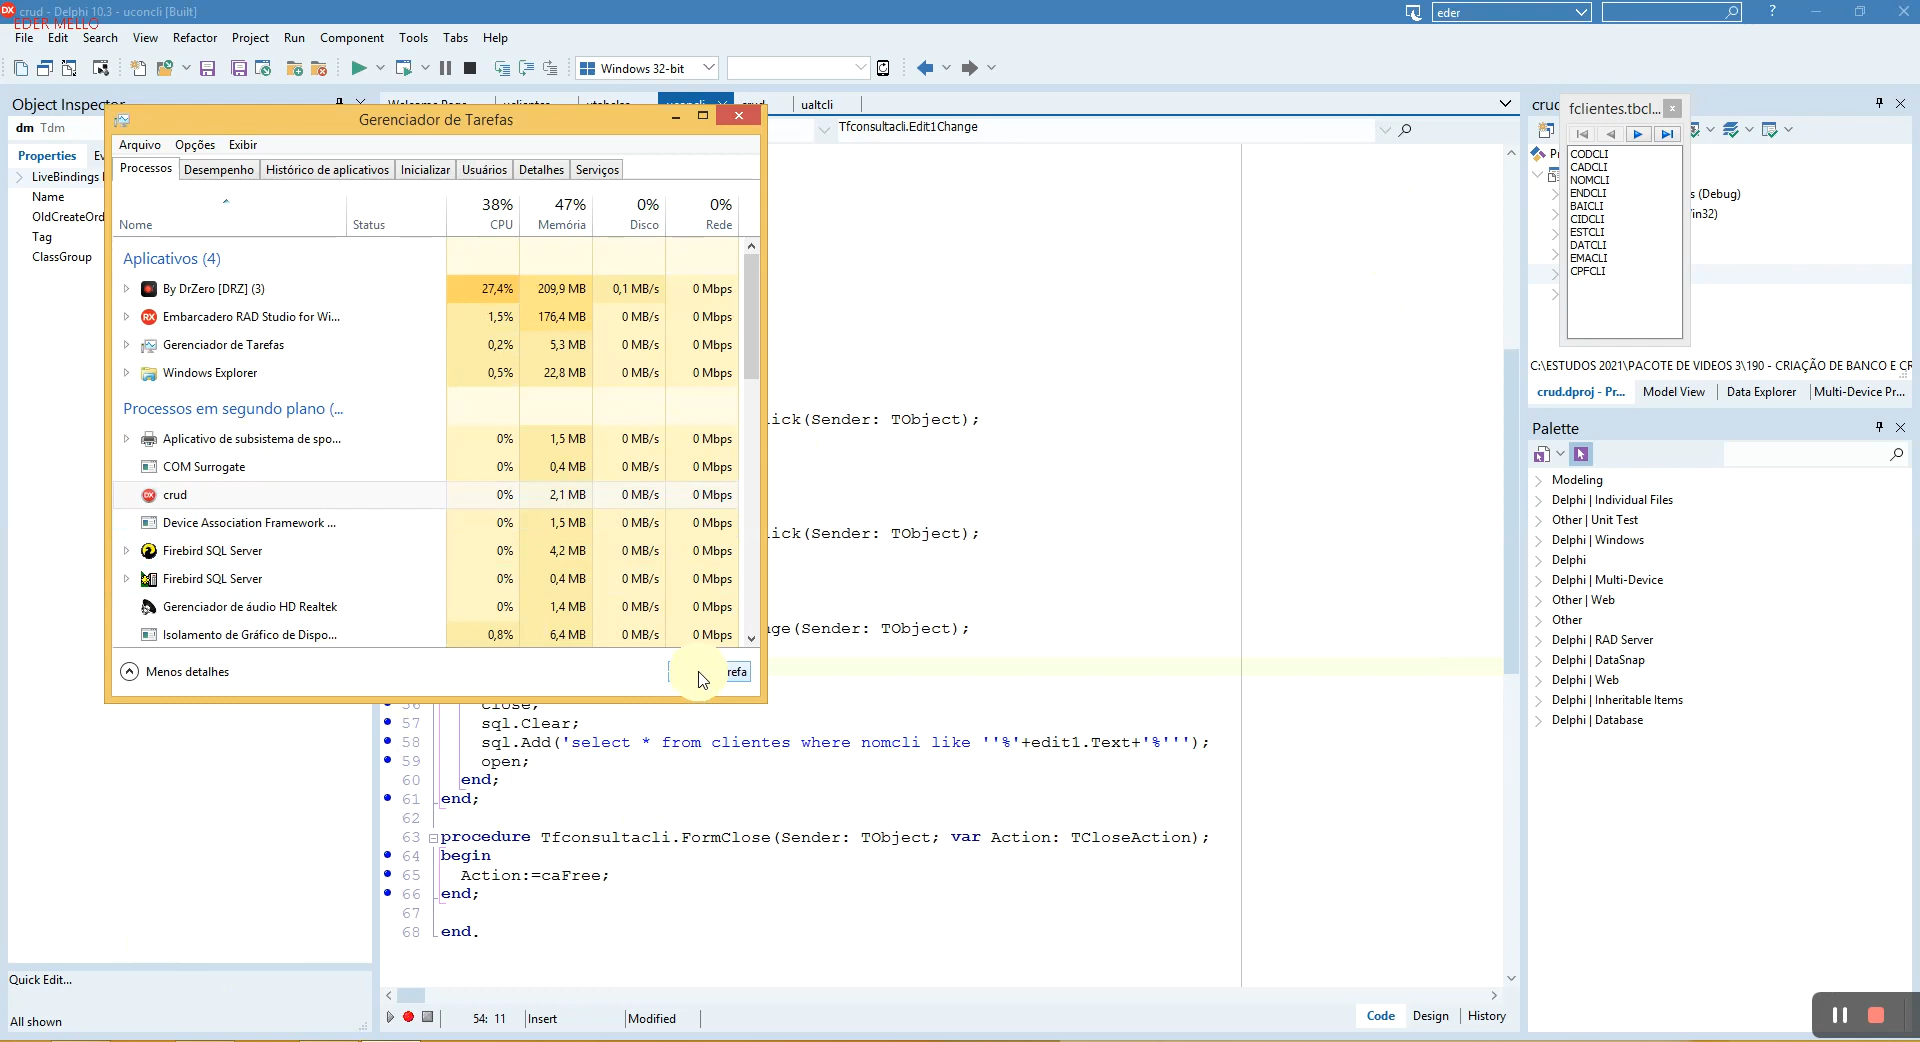 crud - Delphi 10.3 - uconcli [Built]
eder
EDER MELLO
File Edit Search View Refactor Project Run Component Tools Tabs Help
Windows 32-bit
Object Inspector
dm Tdm
Properties
LiveBindings
Name
OldCreateOrd
Tag
ClassGroup
Quick Edit...
All shown
ualtcli
Tfconsultacli.Edit1Change
Gerenciador de Tarefas
Arquivo Opções Exibir
Processos Desempenho Histórico de aplicativos Inicializar Usuários Detalhes Serviços
38% 47% 0% 0%
Nome Status CPU Memória Disco Rede
Aplicativos (4)
By DrZero [DRZ] (3) 27,4% 209,9 MB 0,1 MB/s 0 Mbps
Embarcadero RAD Studio for Wi... 1,5% 176,4 MB 0 MB/s 0 Mbps
Gerenciador de Tarefas 0,2% 5,3 MB 0 MB/s 0 Mbps
Windows Explorer 0,5% 22,8 MB 0 MB/s 0 Mbps
Processos em segundo plano (...
Aplicativo de subsistema de spo... 0% 1,5 MB 0 MB/s 0 Mbps
COM Surrogate 0% 0,4 MB 0 MB/s 0 Mbps
crud 0% 2,1 MB 0 MB/s 0 Mbps
Device Association Framework ... 0% 1,5 MB 0 MB/s 0 Mbps
Firebird SQL Server 0% 4,2 MB 0 MB/s 0 Mbps
Firebird SQL Server 0% 0,4 MB 0 MB/s 0 Mbps
Gerenciador de áudio HD Realtek 0% 1,4 MB 0 MB/s 0 Mbps
Isolamento de Gráfico de Dispo... 0,8% 6,4 MB 0 MB/s 0 Mbps
Menos detalhes
refa
ick(Sender: TObject);
ick(Sender: TObject);
nge(Sender: TObject);
close;
57 sql.Clear;
58 sql.Add('select * from clientes where nomcli like ''%'+edit1.Text+'%''');
59 open;
60 end;
61 end;
62
63 procedure Tfconsultacli.FormClose(Sender: TObject; var Action: TCloseAction);
64 begin
65 Action:=caFree;
66 end;
67
68 end.
54: 11 Insert Modified
Code Design History
fclientes.tbcl...
CODCLI
CADCLI
NOMCLI
ENDCLI
BAICLI
CIDCLI
ESTCLI
DATCLI
EMACLI
CPFCLI
s (Debug)
in32)
C:\ESTUDOS 2021\PACOTE DE VIDEOS 3\190 - CRIAÇÃO DE BANCO E CR
crud.dproj - Pr... Model View Data Explorer Multi-Device Pr...
Palette
Modeling
Delphi | Individual Files
Other | Unit Test
Delphi | Windows
Delphi
Delphi | Multi-Device
Other | Web
Other
Delphi | RAD Server
Delphi | DataSnap
Delphi | Web
Delphi | Inheritable Items
Delphi | Database